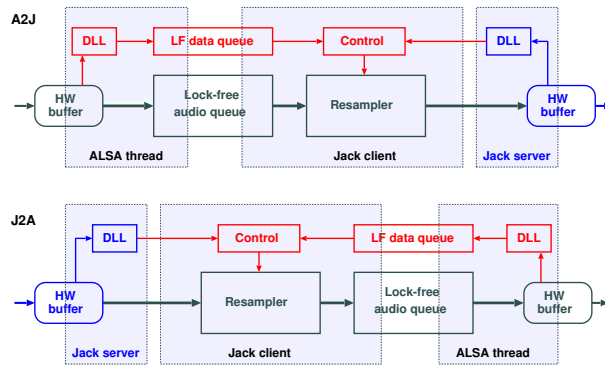 A2J
DLL
LF data queue
Control
DLL
HW
buffer
Lock-free
audio queue
Resampler
HW
buffer
ALSA thread
Jack client
Jack server
J2A
DLL
Control
LF data queue
DLL
HW
buffer
Resampler
Lock-free
audio queue
HW
buffer
Jack server
Jack client
ALSA thread